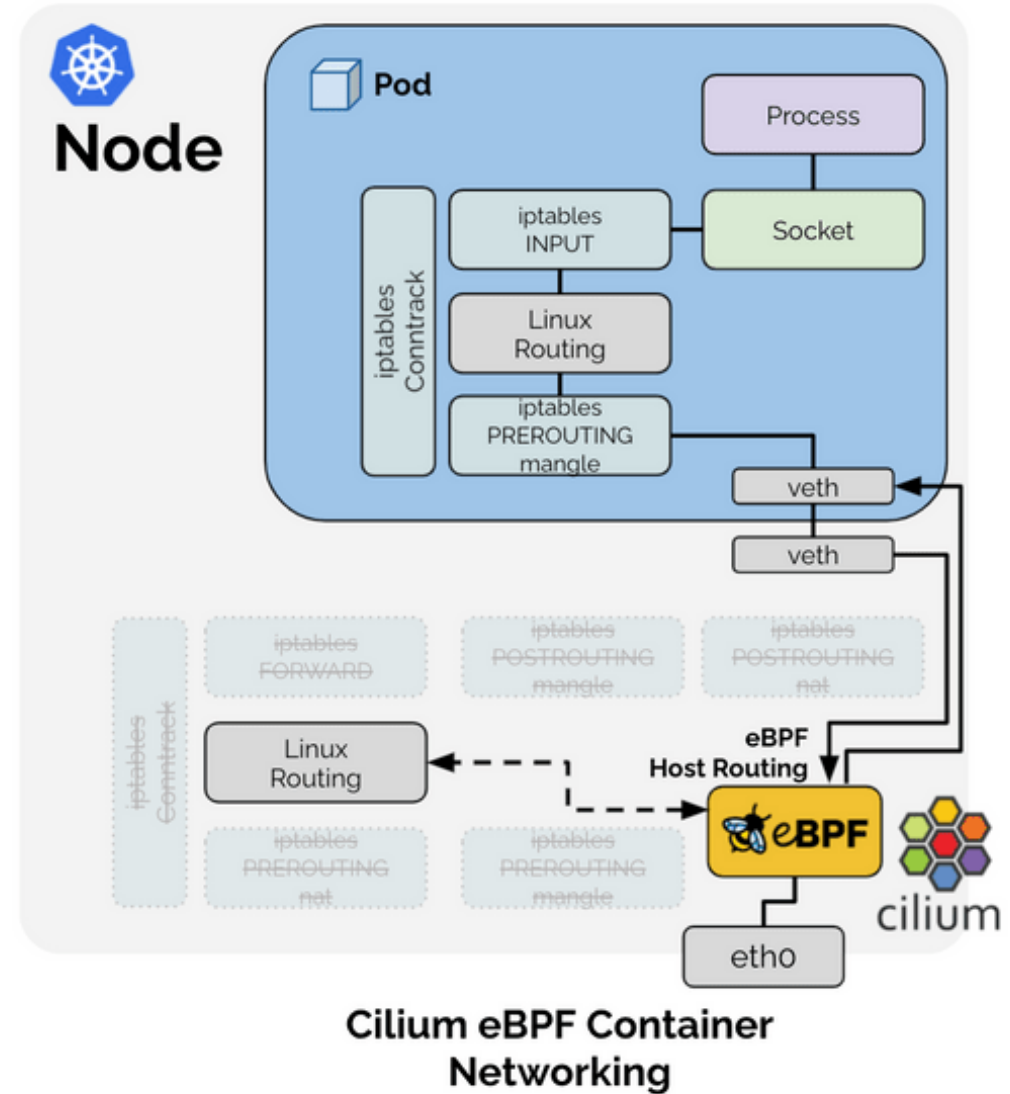 Node
Pod
Process
Socket
iptables
INPUT
iptables
Conntrack
Linux
Routing
iptables
PREROUTING
mangle
veth
veth
iptables
FORWARD
iptables
POSTROUTING
mangle
iptables
POSTROUTING
nat
iptables
Conntrack
Linux
Routing
eBPF
Host Routing
iptables
PREROUTING
nat
iptables
PREROUTING
mangle
eBPF
cilium
eth0
Cilium eBPF Container
Networking